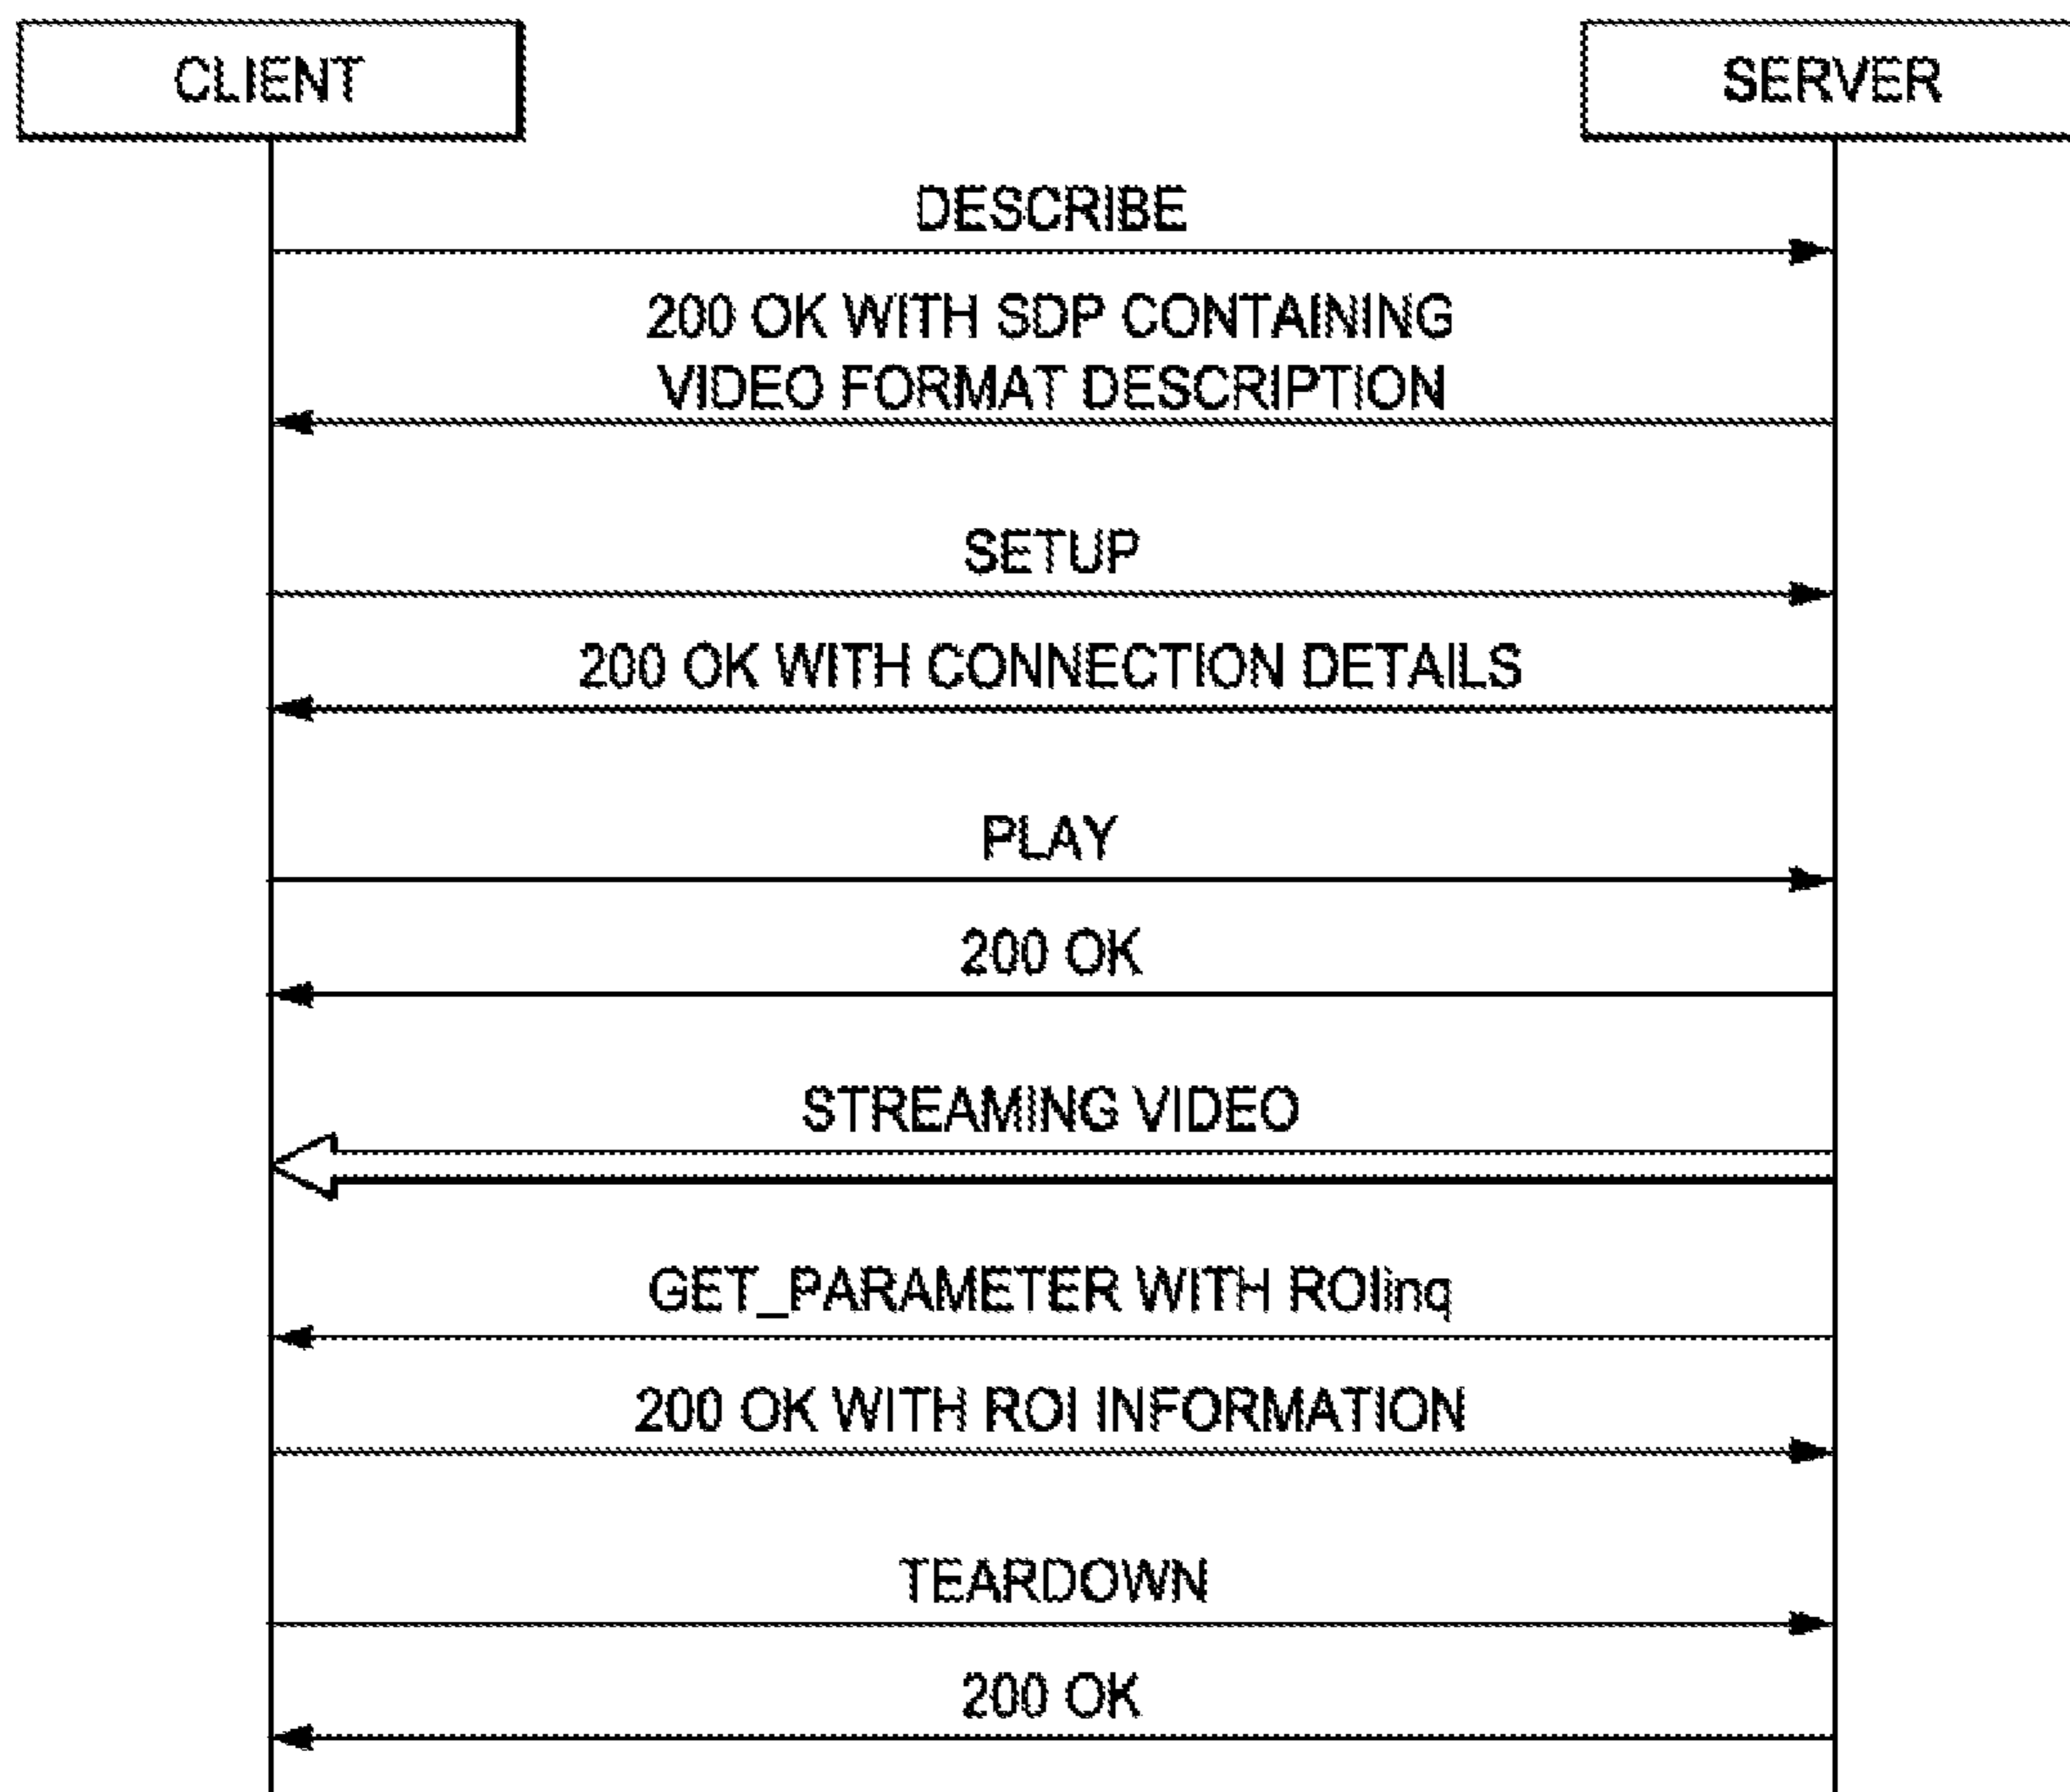 CLIENT
SERVER
DESCRIBE
200 OK WITH SDP CONTAINING
VIDEO FORMAT DESCRIPTION
SETUP
200 OK WITH CONNECTION DETAILS
PLAY
200 OK
STREAMING VIDEO
GET_PARAMETER WITH ROIinq
200 OK WITH ROI INFORMATION
TEARDOWN
200 OK